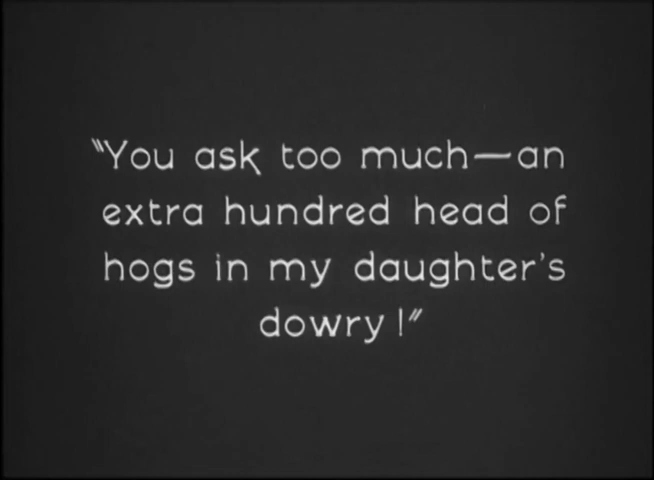 "You ask too much—an
extra hundred head of
hogs in my daughter's
dowry!"